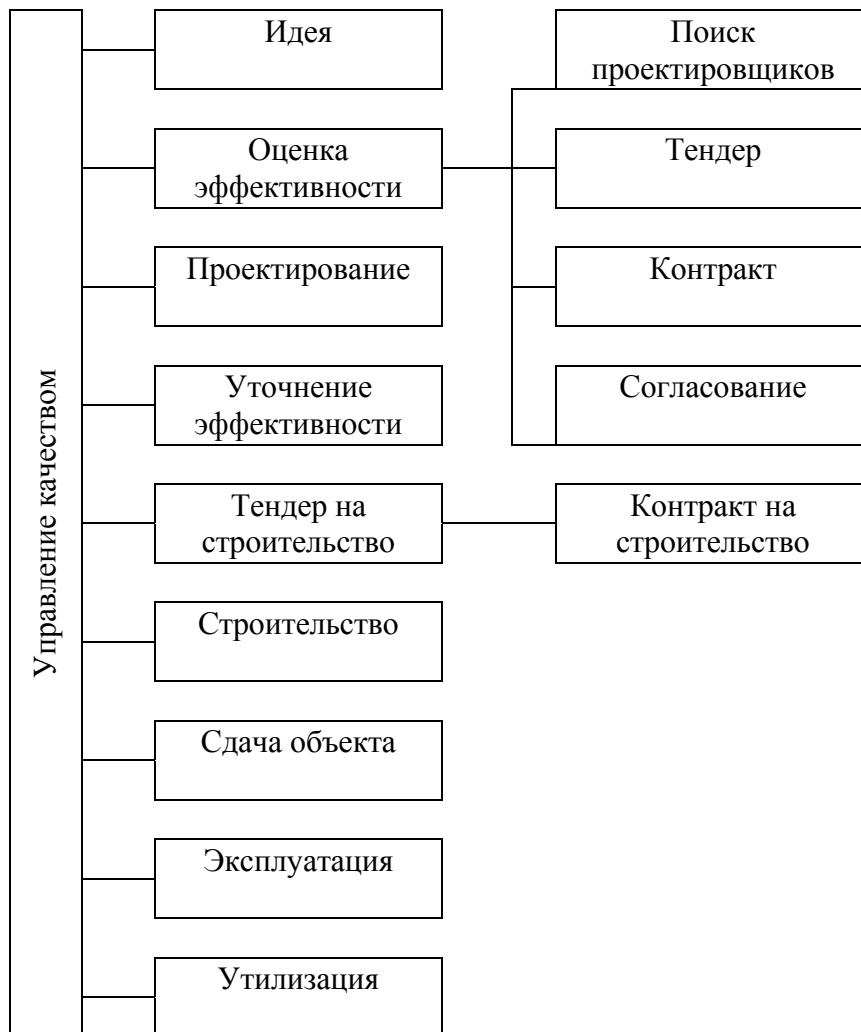 Управление качеством
Идея
Поиск
проектировщиков
Оценка
эффективности
Тендер
Проектирование
Контракт
Уточнение
эффективности
Согласование
Тендер на
строительство
Контракт на
строительство
Строительство
Сдача объекта
Эксплуатация
Утилизация